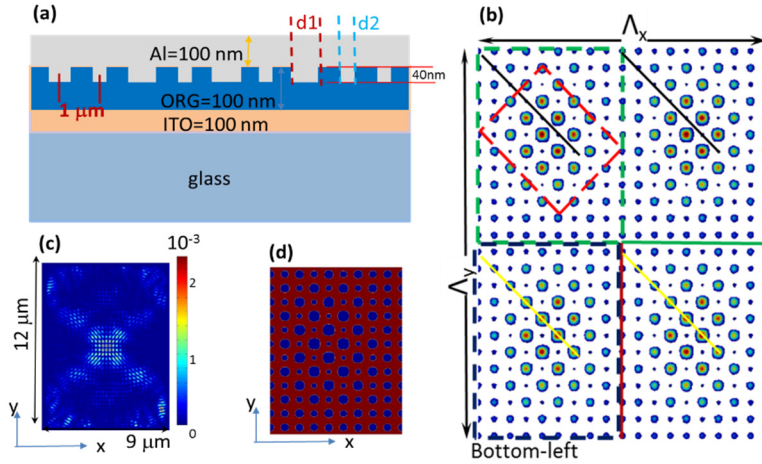 (a)
d1 d2
Al=100 nm
40nm
1 μm
ORG=100 nm
ITO=100 nm
glass
(b)
Λx
Λy
Bottom-left
(c)
10-3
2
1
0
12 μm
y
x
9 μm
(d)
y
x